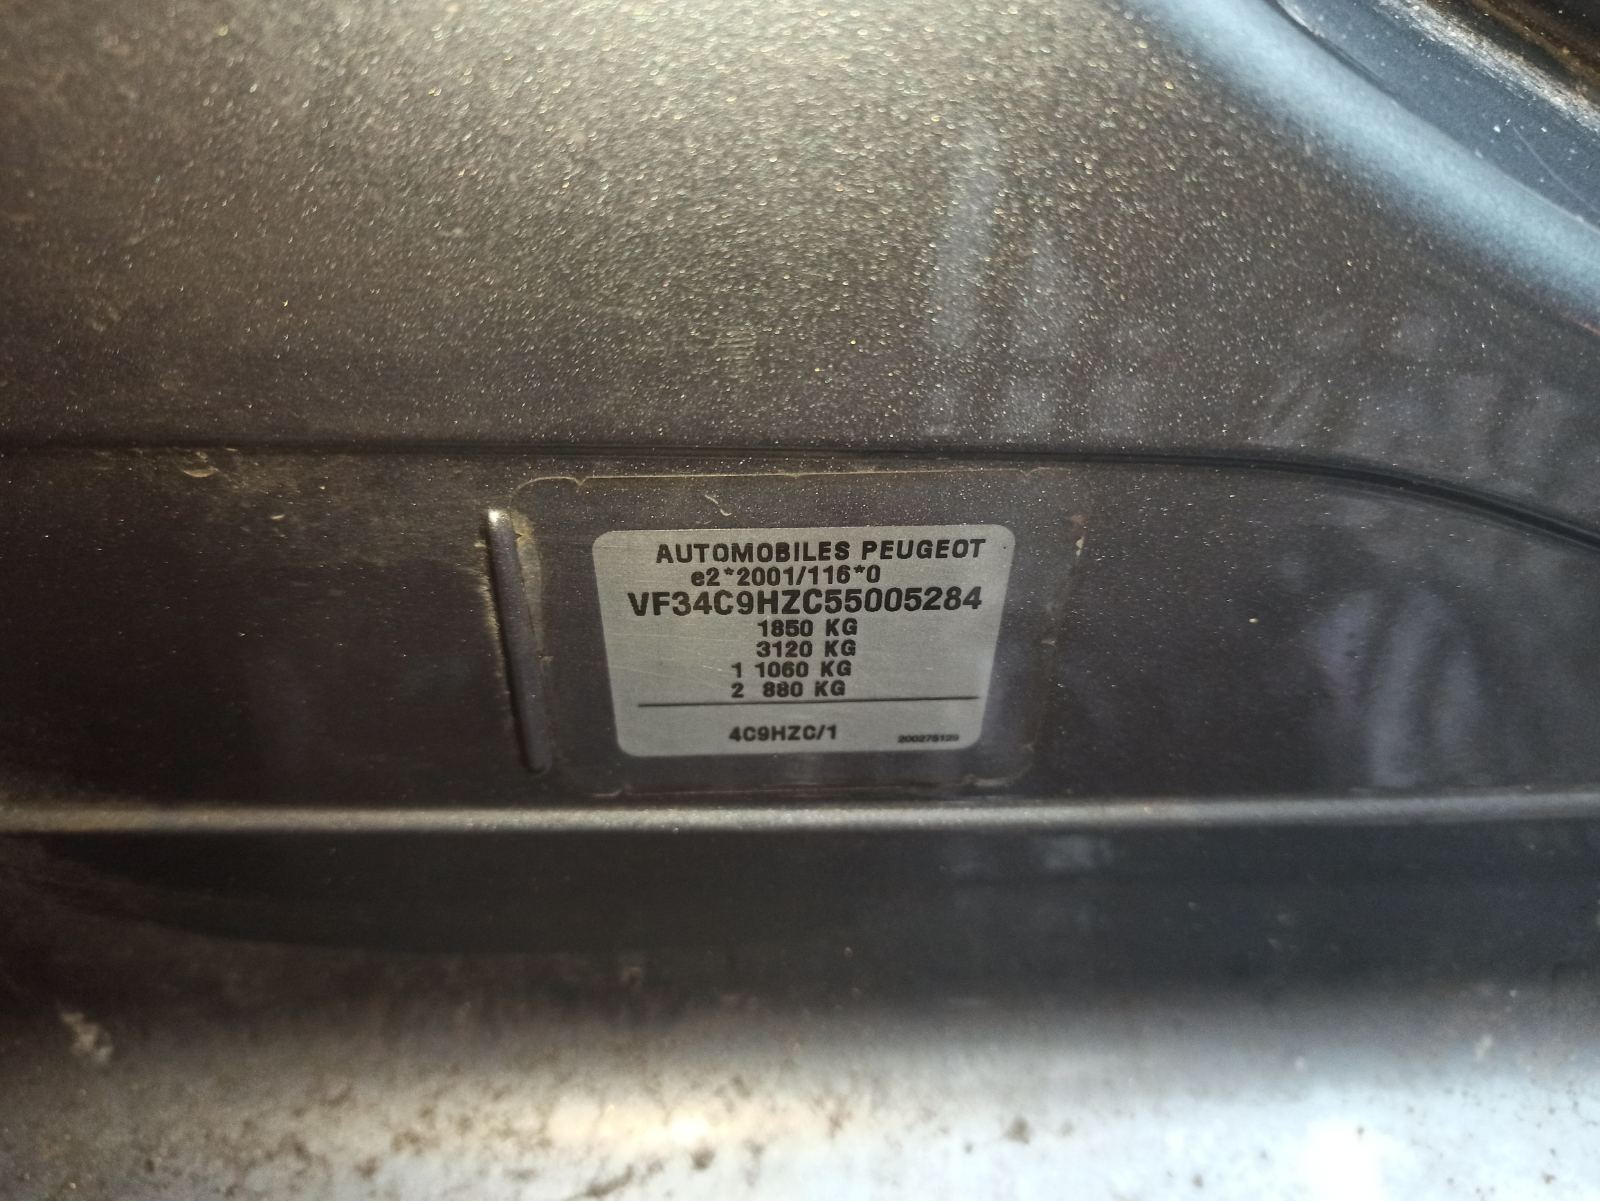 AUTOMOBILES PEUGEOT
e2*2001/116*0
VF34C9HZC55005284
1850 KG
3120 KG
1 1060 KG
2 880 KG
4C9HZC/1
200275129